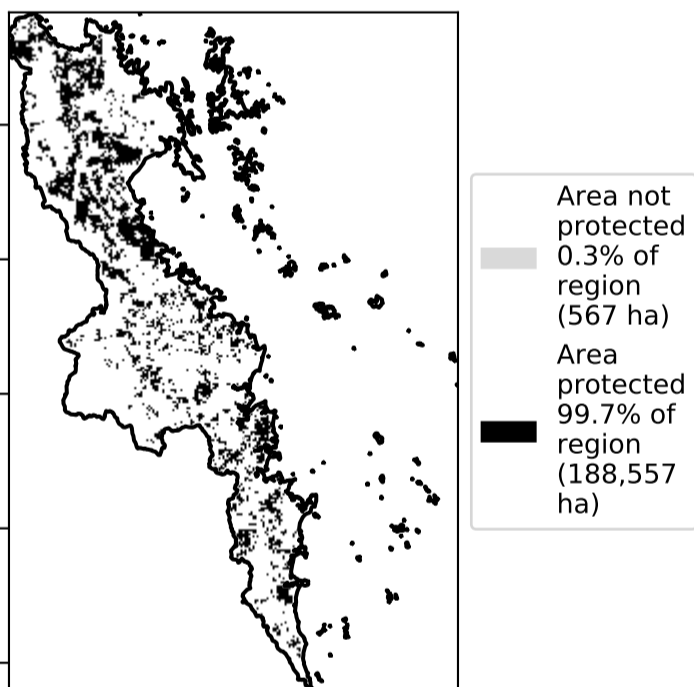 Area not
protected
0.3% of
region
(567 ha)
Area
protected
99.7% of
region
(188,557
ha)